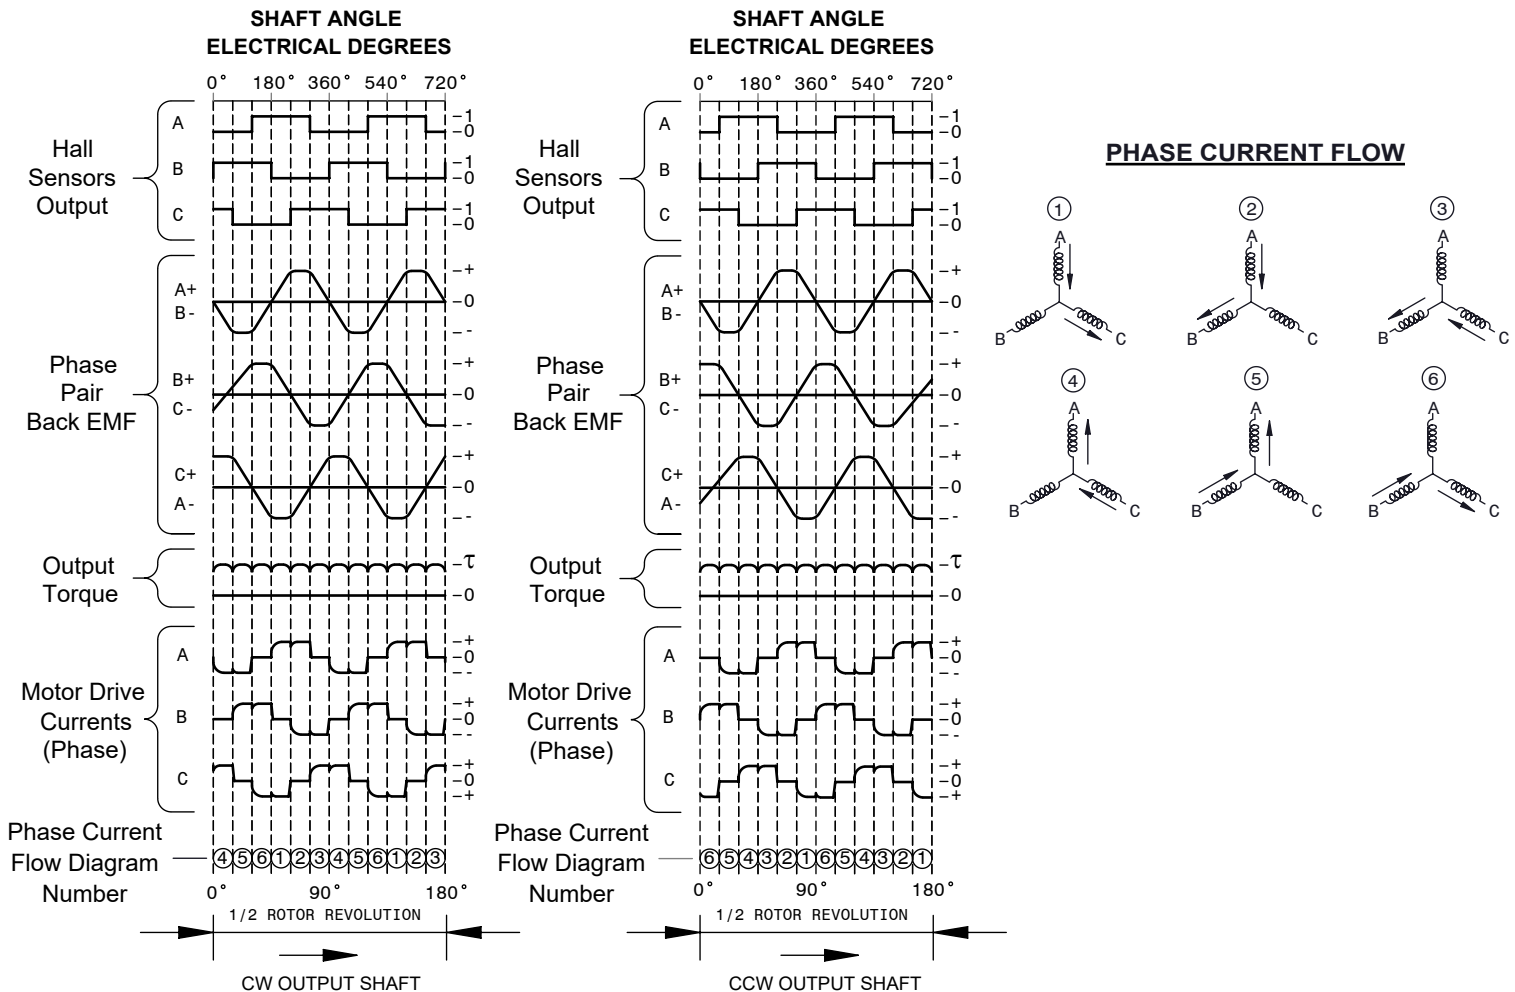 SHAFT ANGLE
ELECTRICAL DEGREES
0° 180° 360° 540° 720°
Hall
Sensors
Output
A
-1
-0
B
-1
-0
C
-1
-0
Phase
Pair
Back EMF
A+
B-
-+
-0
--
B+
C-
-+
-0
--
C+
A-
-+
-0
--
Output
Torque
-τ
-0
Motor Drive
Currents
(Phase)
A
-+
-0
--
B
-+
-0
--
C
-+
-0
-+
Phase Current
Flow Diagram
Number
④⑤⑥①②③④⑤⑥①②③
0° 90° 180°
1/2 ROTOR REVOLUTION
CW OUTPUT SHAFT
SHAFT ANGLE
ELECTRICAL DEGREES
0° 180° 360° 540° 720°
Hall
Sensors
Output
A
-1
-0
B
-1
-0
C
-1
-0
Phase
Pair
Back EMF
A+
B-
-+
-0
--
B+
C-
-+
-0
--
C+
A-
-+
-0
--
Output
Torque
-τ
-0
Motor Drive
Currents
(Phase)
A
-+
-0
--
B
-+
-0
--
C
-+
-0
-+
Phase Current
Flow Diagram
Number
⑥⑤④③②①⑥⑤④③②①
0° 90° 180°
1/2 ROTOR REVOLUTION
CCW OUTPUT SHAFT
PHASE CURRENT FLOW
① ② ③
A A A
B C B C B C
④ ⑤ ⑥
A A A
B C B C B C